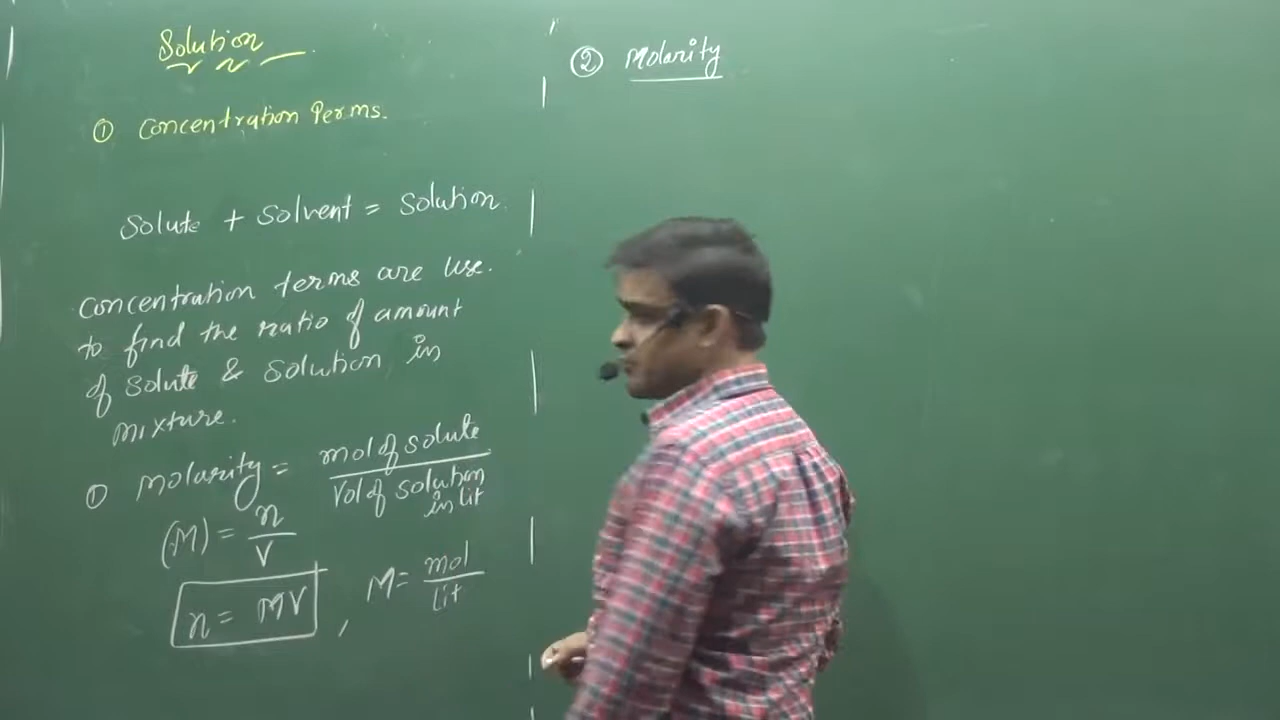 Solution
① Concentration Terms.
Solute + Solvent = Solution.
Concentration terms are use.
to find the ratio of amount
of solute & solution in
mixture.
① molarity = mol of solute / Vol of solution in lit
(M) = n / V
n = MV , M = mol / lit
② Molarity